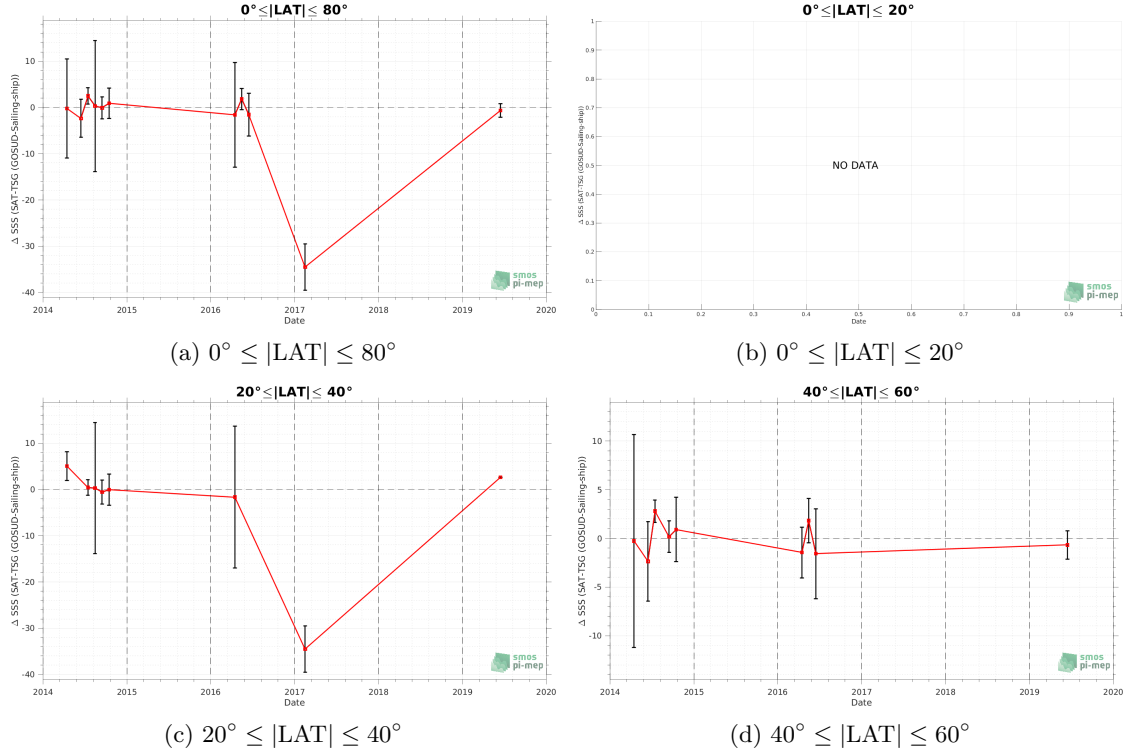 0°≤|LAT|≤ 80°
Δ SSS (SAT-TSG (GOSUD-Sailing-ship))
10
0
-10
-20
-30
-40
2014 2015 2016 2017 2018 2019 2020
Date
smos
pi-mep
(a) 0° ≤ |LAT| ≤ 80°
0°≤|LAT|≤ 20°
Δ SSS (SAT-TSG (GOSUD-Sailing-ship))
1
0.9
0.8
0.7
0.6
0.5
0.4
0.3
0.2
0.1
0
NO DATA
0 0.1 0.2 0.3 0.4 0.5 0.6 0.7 0.8 0.9 1
Date
smos
pi-mep
(b) 0° ≤ |LAT| ≤ 20°
20°≤|LAT|≤ 40°
Δ SSS (SAT-TSG (GOSUD-Sailing-ship))
10
0
-10
-20
-30
-40
2014 2015 2016 2017 2018 2019 2020
Date
smos
pi-mep
(c) 20° ≤ |LAT| ≤ 40°
40°≤|LAT|≤ 60°
Δ SSS (SAT-TSG (GOSUD-Sailing-ship))
10
5
0
-5
-10
2014 2015 2016 2017 2018 2019 2020
Date
smos
pi-mep
(d) 40° ≤ |LAT| ≤ 60°